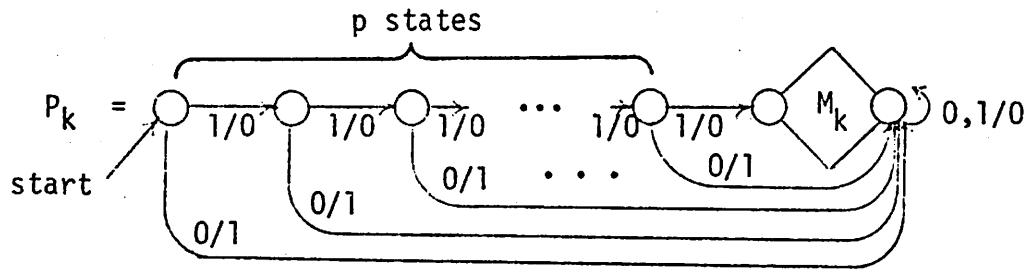 p states
P_k =
1/0 1/0 1/0 ... 1/0 1/0 M_k 0,1/0
start
0/1 0/1 ...
0/1
0/1